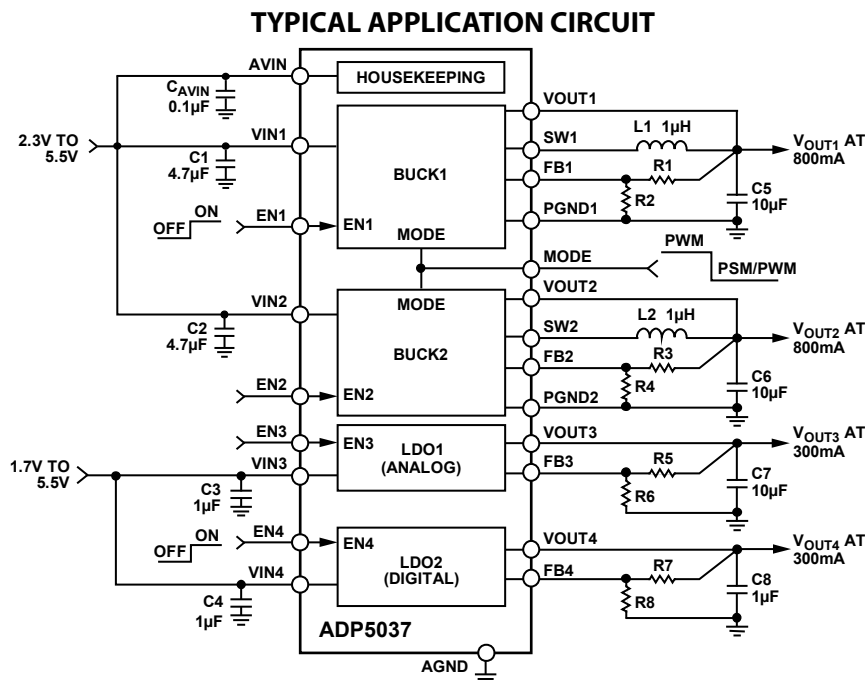 TYPICAL APPLICATION CIRCUIT
AVIN
HOUSEKEEPING
CAVIN
0.1µF
VOUT1
L1 1µH
2.3V TO
5.5V
VIN1
C1
4.7µF
BUCK1
SW1
VOUT1 AT
800mA
FB1
R1
R2
C5
10µF
OFF
ON
EN1
EN1
MODE
PGND1
MODE
PWM
PSM/PWM
VIN2
MODE
VOUT2
C2
4.7µF
BUCK2
SW2
L2 1µH
VOUT2 AT
800mA
FB2
R3
R4
C6
10µF
EN2
EN2
PGND2
EN3
EN3
LDO1
(ANALOG)
VOUT3
VOUT3 AT
300mA
1.7V TO
5.5V
VIN3
FB3
R5
R6
C7
10µF
C3
1µF
OFF
ON
EN4
EN4
LDO2
(DIGITAL)
VOUT4
VOUT4 AT
300mA
VIN4
FB4
R7
R8
C8
1µF
C4
1µF
ADP5037
AGND